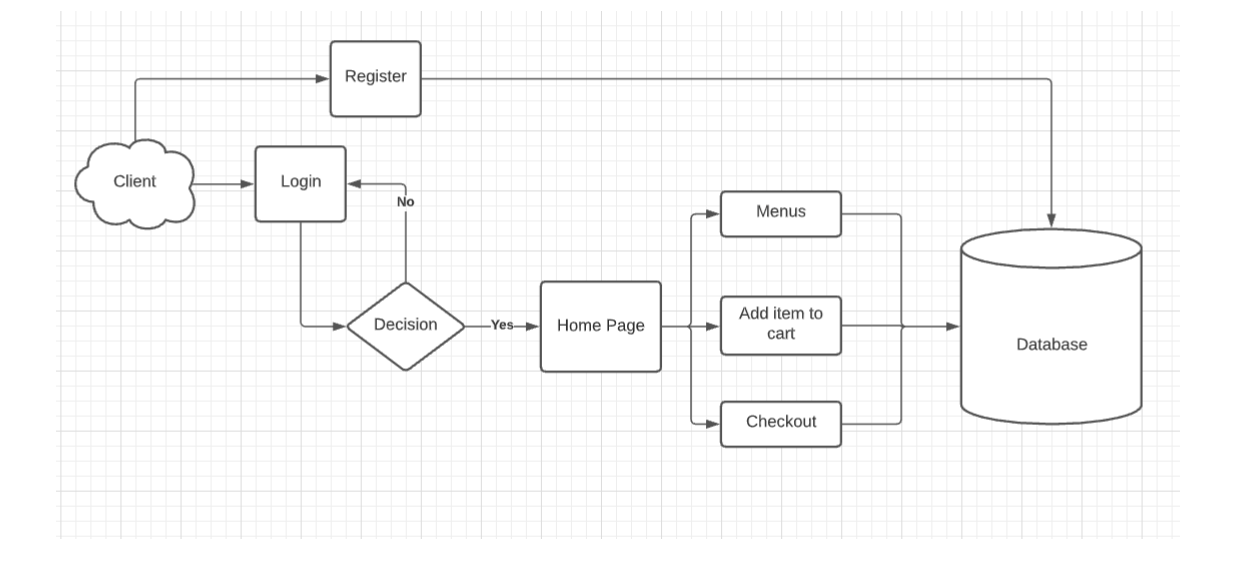 Register
Client
Login
No
Menus
Decision
Yes
Home Page
Add item to
cart
Database
Checkout